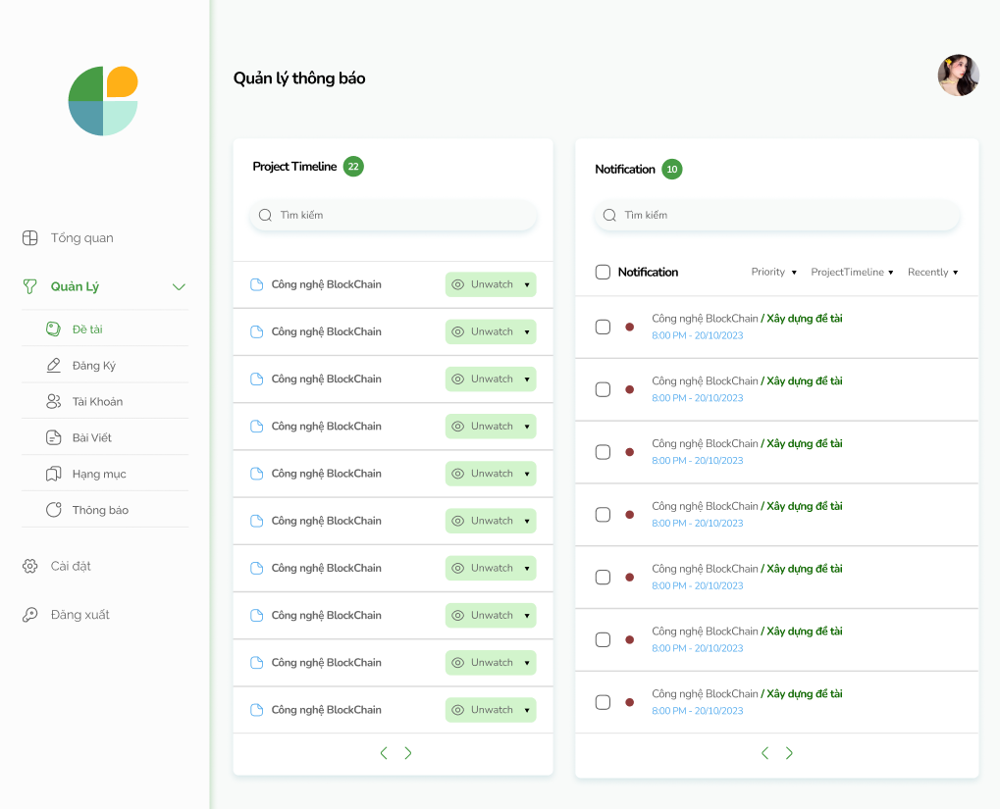 Quản lý thông báo
Tổng quan
Quản Lý
Đề tài
Đăng Ký
Tài Khoản
Bài Viết
Hạng mục
Thông báo
Cài đặt
Đăng xuất
Project Timeline 22
Tìm kiếm
Công nghệ BlockChain Unwatch
Công nghệ BlockChain Unwatch
Công nghệ BlockChain Unwatch
Công nghệ BlockChain Unwatch
Công nghệ BlockChain Unwatch
Công nghệ BlockChain Unwatch
Công nghệ BlockChain Unwatch
Công nghệ BlockChain Unwatch
Công nghệ BlockChain Unwatch
Công nghệ BlockChain Unwatch
Notification 10
Tìm kiếm
Notification Priority ProjectTimeline Recently
Công nghệ BlockChain / Xây dựng đề tài
8:00 PM - 20/10/2023
Công nghệ BlockChain / Xây dựng đề tài
8:00 PM - 20/10/2023
Công nghệ BlockChain / Xây dựng đề tài
8:00 PM - 20/10/2023
Công nghệ BlockChain / Xây dựng đề tài
8:00 PM - 20/10/2023
Công nghệ BlockChain / Xây dựng đề tài
8:00 PM - 20/10/2023
Công nghệ BlockChain / Xây dựng đề tài
8:00 PM - 20/10/2023
Công nghệ BlockChain / Xây dựng đề tài
8:00 PM - 20/10/2023